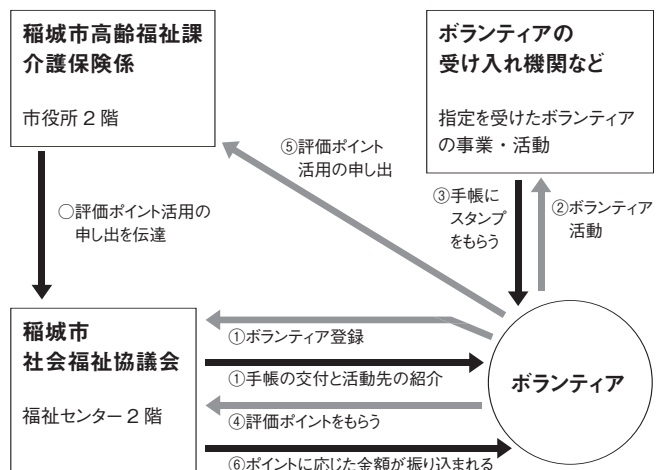 稲城市高齢福祉課
介護保険係
市役所2階
ボランティアの
受け入れ機関など
指定を受けたボランティア
の事業・活動
⑤評価ポイント
活用の申し出
③手帳に
スタンプ
をもらう
②ボランティア
活動
○評価ポイント活用の
申し出を伝達
稲城市
社会福祉協議会
福祉センター2階
①ボランティア登録
①手帳の交付と活動先の紹介
④評価ポイントをもらう
⑥ポイントに応じた金額が振り込まれる
ボランティア